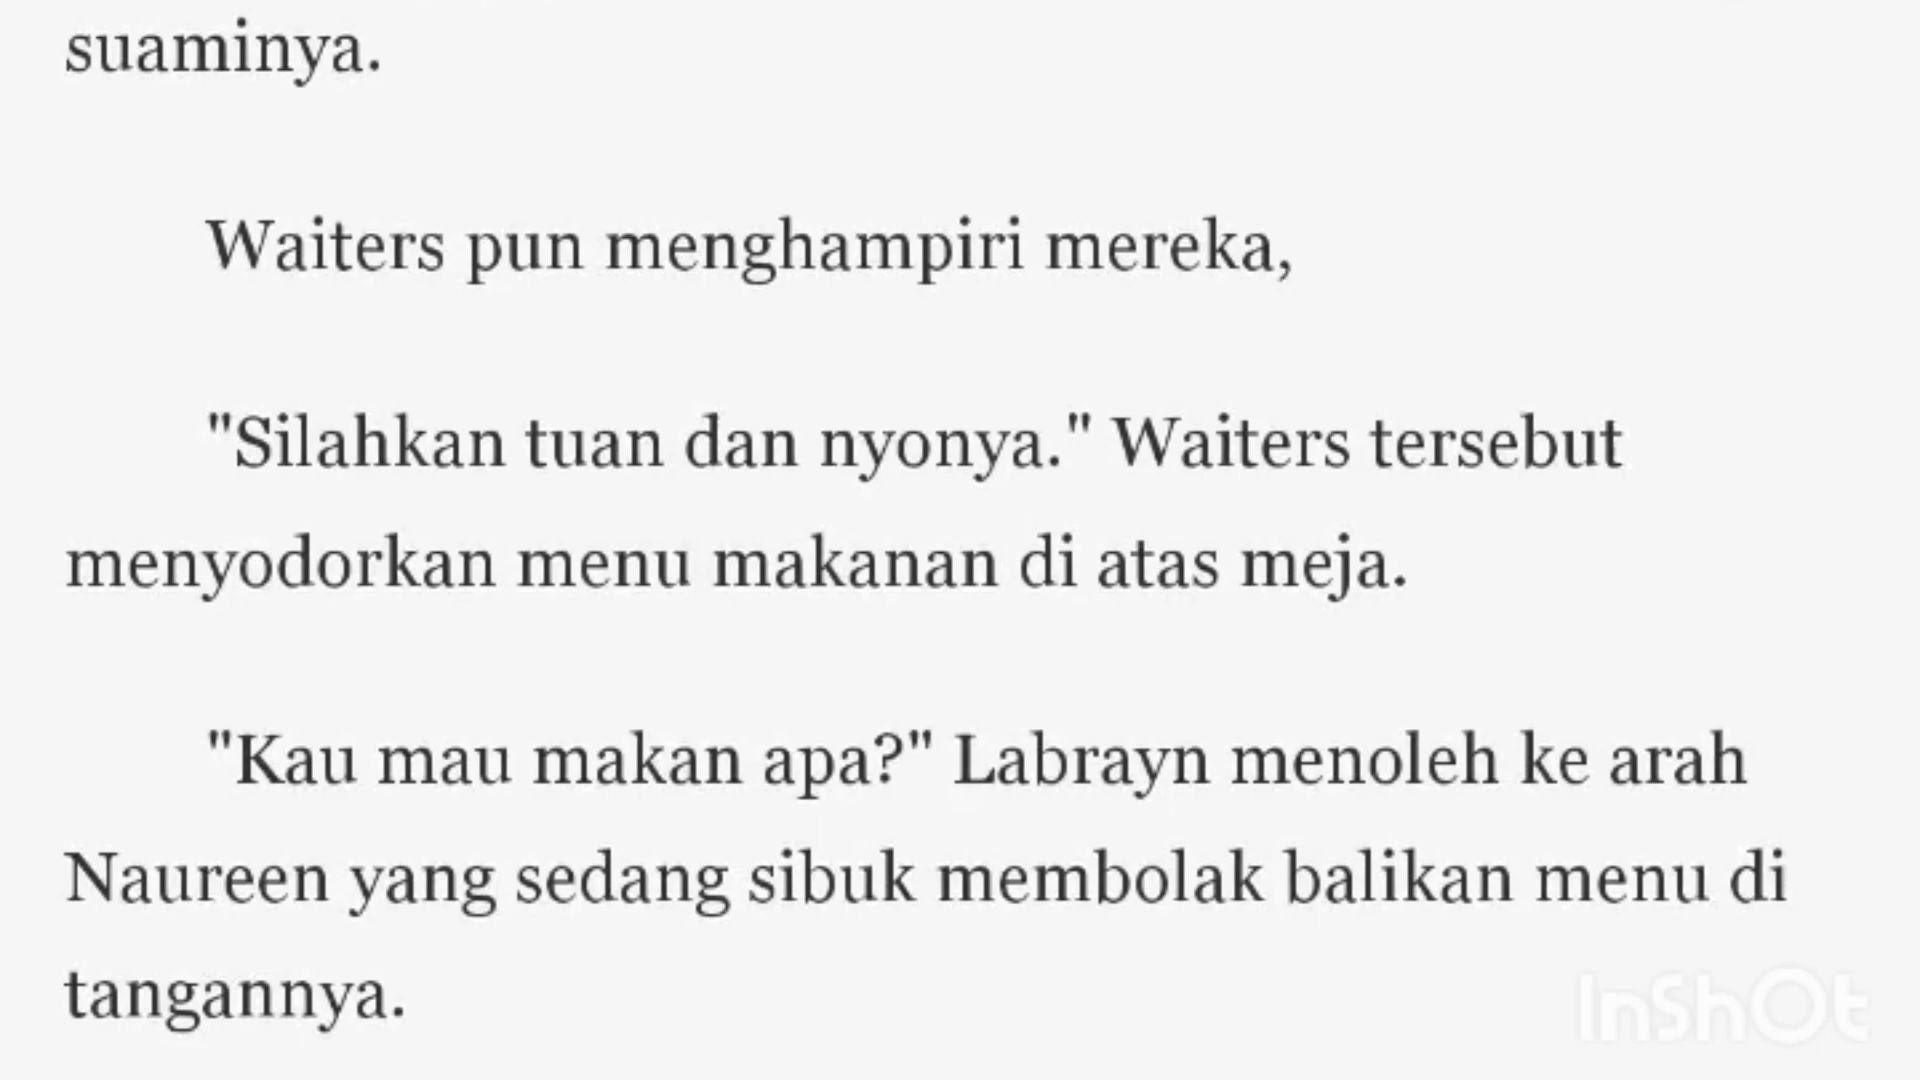 suaminya.
Waiters pun menghampiri mereka,
"Silahkan tuan dan nyonya." Waiters tersebut
menyodorkan menu makanan di atas meja.
"Kau mau makan apa?" Labrayn menoleh ke arah
Naureen yang sedang sibuk membolak balikan menu di
tangannya.
InShOt